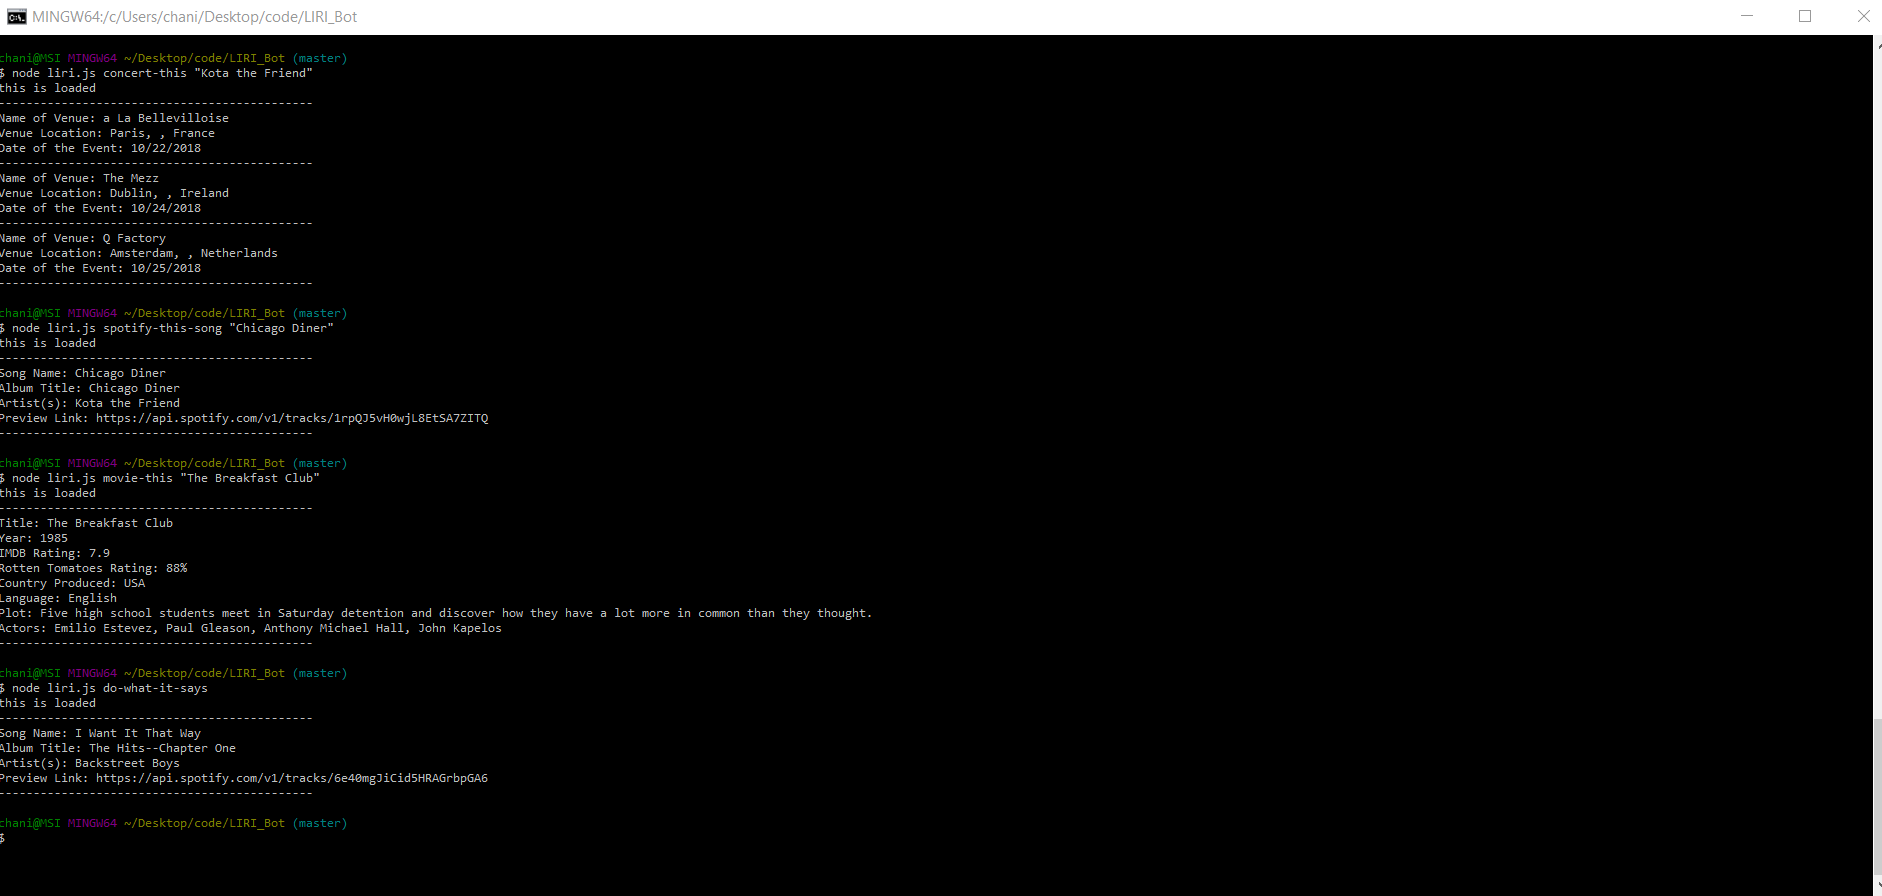 MINGW64:/c/Users/chani/Desktop/code/LIRI_Bot
chani@MSI MINGW64 ~/Desktop/code/LIRI_Bot (master)
$ node liri.js concert-this "Kota the Friend"
this is loaded
---------------------------------------------
Name of Venue: a La Bellevilloise
Venue Location: Paris, , France
Date of the Event: 10/22/2018
---------------------------------------------
Name of Venue: The Mezz
Venue Location: Dublin, , Ireland
Date of the Event: 10/24/2018
---------------------------------------------
Name of Venue: Q Factory
Venue Location: Amsterdam, , Netherlands
Date of the Event: 10/25/2018
---------------------------------------------
chani@MSI MINGW64 ~/Desktop/code/LIRI_Bot (master)
$ node liri.js spotify-this-song "Chicago Diner"
this is loaded
---------------------------------------------
Song Name: Chicago Diner
Album Title: Chicago Diner
Artist(s): Kota the Friend
Preview Link: https://api.spotify.com/v1/tracks/1rpQJ5vH0wjL8EtSA7ZITQ
---------------------------------------------
chani@MSI MINGW64 ~/Desktop/code/LIRI_Bot (master)
$ node liri.js movie-this "The Breakfast Club"
this is loaded
---------------------------------------------
Title: The Breakfast Club
Year: 1985
IMDB Rating: 7.9
Rotten Tomatoes Rating: 88%
Country Produced: USA
Language: English
Plot: Five high school students meet in Saturday detention and discover how they have a lot more in common than they thought.
Actors: Emilio Estevez, Paul Gleason, Anthony Michael Hall, John Kapelos
---------------------------------------------
chani@MSI MINGW64 ~/Desktop/code/LIRI_Bot (master)
$ node liri.js do-what-it-says
this is loaded
---------------------------------------------
Song Name: I Want It That Way
Album Title: The Hits--Chapter One
Artist(s): Backstreet Boys
Preview Link: https://api.spotify.com/v1/tracks/6e40mgJiCid5HRAGrbpGA6
---------------------------------------------
chani@MSI MINGW64 ~/Desktop/code/LIRI_Bot (master)
$